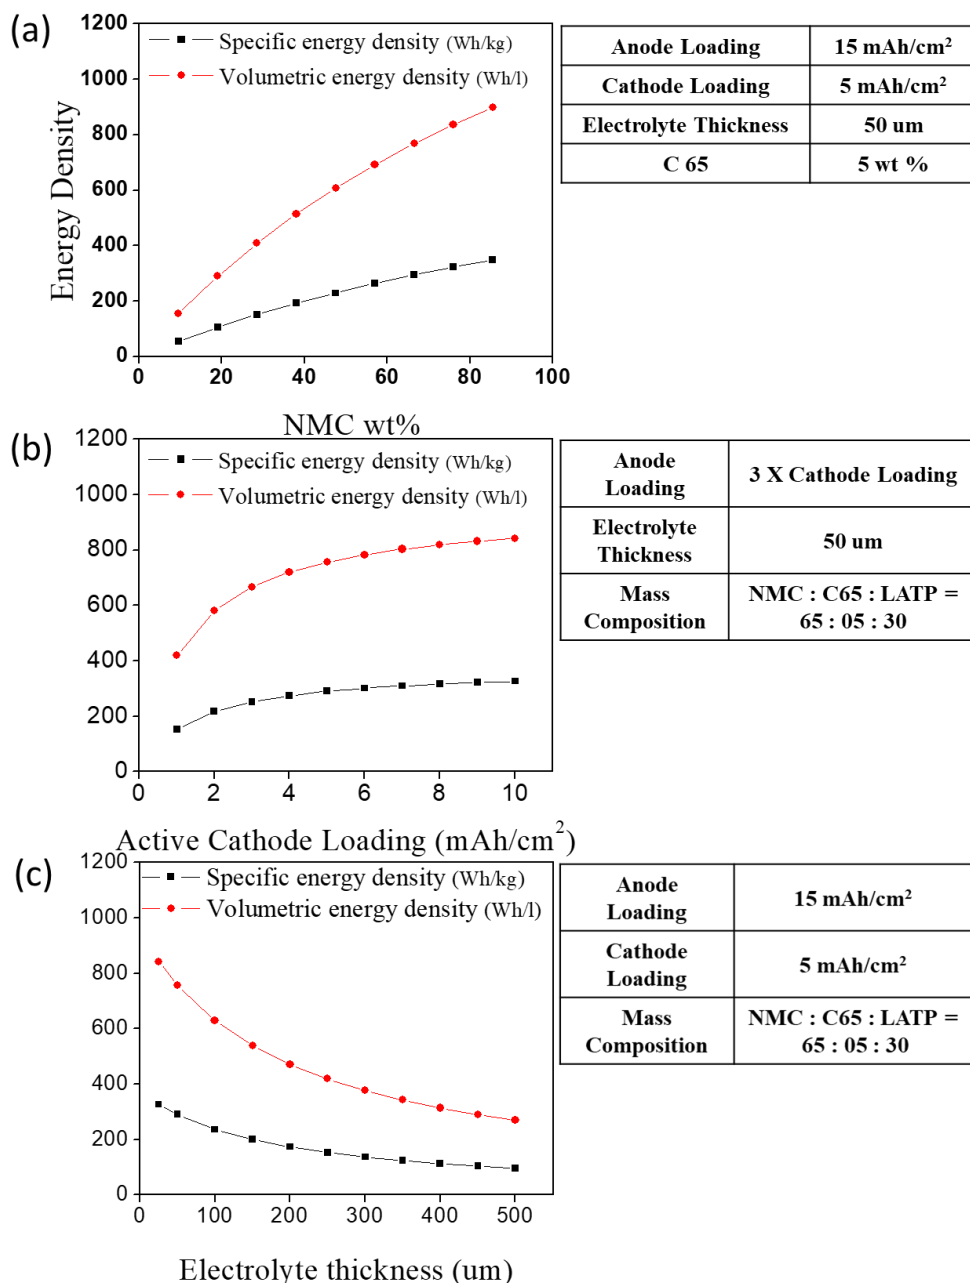 (a)
1200
1000
800
600
400
200
0
Energy Density
Specific energy density (Wh/kg)
Volumetric energy density (Wh/l)
0 20 40 60 80 100
NMC wt%
Anode Loading 15 mAh/cm²
Cathode Loading 5 mAh/cm²
Electrolyte Thickness 50 um
C 65 5 wt %
(b)
1200
1000
800
600
400
200
0
Specific energy density (Wh/kg)
Volumetric energy density (Wh/l)
0 2 4 6 8 10
Active Cathode Loading (mAh/cm²)
Anode
Loading
3 X Cathode Loading
Electrolyte
Thickness
50 um
Mass
Composition
NMC : C65 : LATP =
65 : 05 : 30
(c)
1200
1000
800
600
400
200
0
Specific energy density (Wh/kg)
Volumetric energy density (Wh/l)
100 200 300 400 500
Electrolyte thickness (um)
Anode
Loading
15 mAh/cm²
Cathode
Loading
5 mAh/cm²
Mass
Composition
NMC : C65 : LATP =
65 : 05 : 30